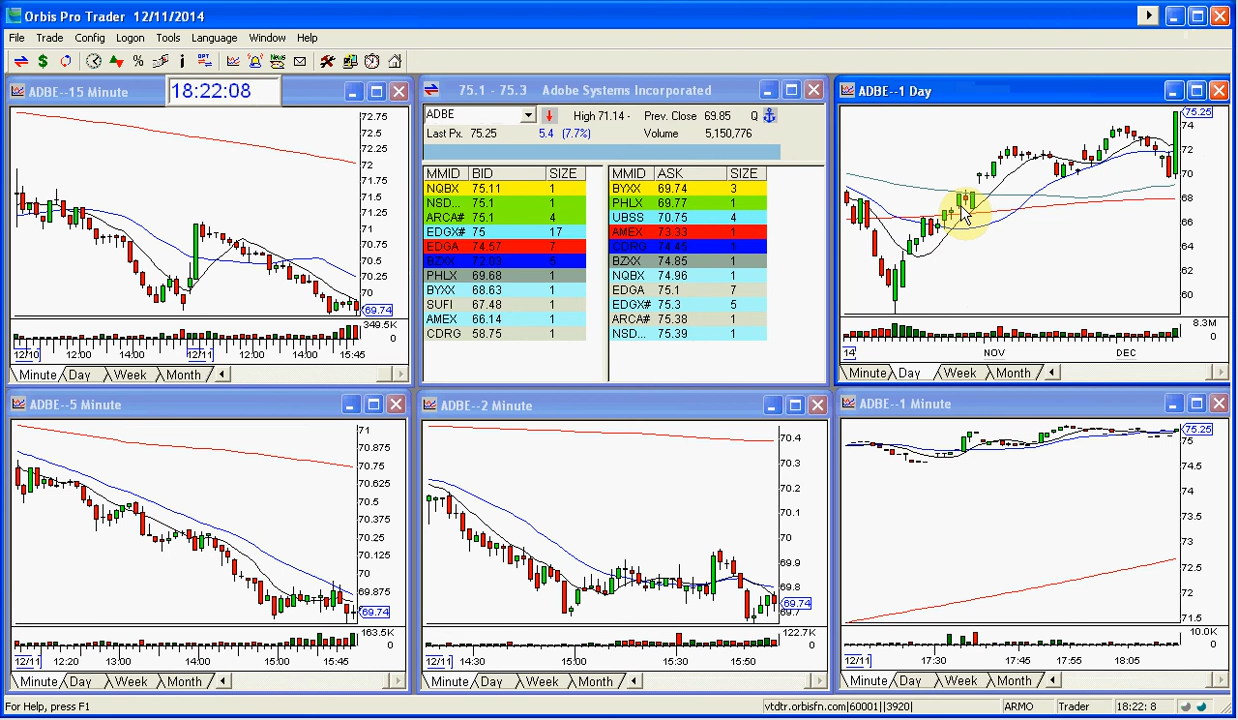 Orbis Pro Trader 12/11/2014
File Trade Config Logon Tools Language Window Help
ADBE--15 Minute
18:22:08
72.75
72.5
72.25
72
71.75
71.5
71.25
71
70.75
70.5
70.25
70
69.74
349.5K
0
12/10 12:00 14:00 12/11 12:00 14:00 15:45
Minute Day Week Month
75.1 - 75.3 Adobe Systems Incorporated
ADBE High 71.14 - Prev. Close 69.85 Q
Last Px. 75.25 5.4 (7.7%) Volume 5,150,776
MMID BID SIZE MMID ASK SIZE
NQBX 75.11 1 BYXX 69.74 3
NSD... 75.1 1 PHLX 69.77 1
ARCA# 75.1 4 UBSS 70.75 4
EDGX# 75 17 AMEX 73.33 1
EDGA 74.57 7 CDRG 74.45 1
BZXX 72.03 5 BZXX 74.85 1
PHLX 69.68 1 NQBX 74.96 1
BYXX 68.63 1 EDGA 75.1 7
SUFI 67.48 1 EDGX# 75.3 5
AMEX 66.14 1 ARCA# 75.38 1
CDRG 58.75 1 NSD... 75.39 1
ADBE--1 Day
75.25
74
72
70
68
66
64
62
60
8.3M
0
14 NOV DEC
Minute Day Week Month
ADBE--5 Minute
71
70.875
70.75
70.625
70.5
70.375
70.25
70.125
70
69.875
69.74
163.5K
0
12/11 12:20 13:00 14:00 15:00 15:45
Minute Day Week Month
ADBE--2 Minute
70.4
70.3
70.2
70.1
70
69.9
69.8
69.74
69.7
122.7K
0
12/11 14:30 15:00 15:30 15:50
Minute Day Week Month
ADBE--1 Minute
75.25
75
74.5
74
73.5
73
72.5
72
71.5
10.0K
0
12/11 17:30 17:45 17:55 18:05
Minute Day Week Month
For Help, press F1 vtdtr.orbisfn.com|60001||3920| ARMO Trader 18:22: 8